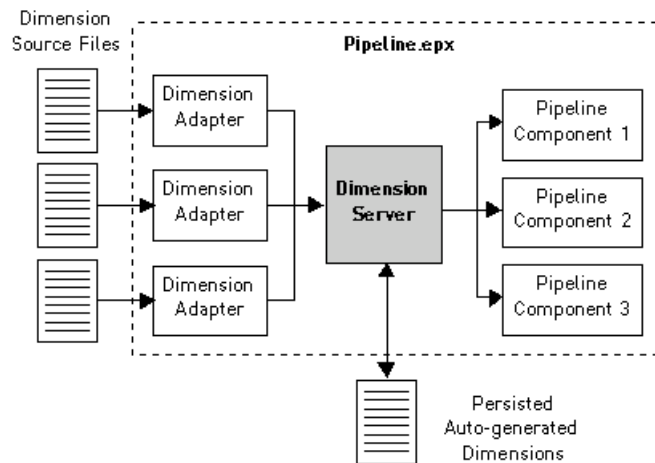 Dimension
Source Files
Pipeline.epx
Dimension
Adapter
Dimension
Adapter
Dimension
Adapter
Dimension
Server
Pipeline
Component 1
Pipeline
Component 2
Pipeline
Component 3
Persisted
Auto-generated
Dimensions